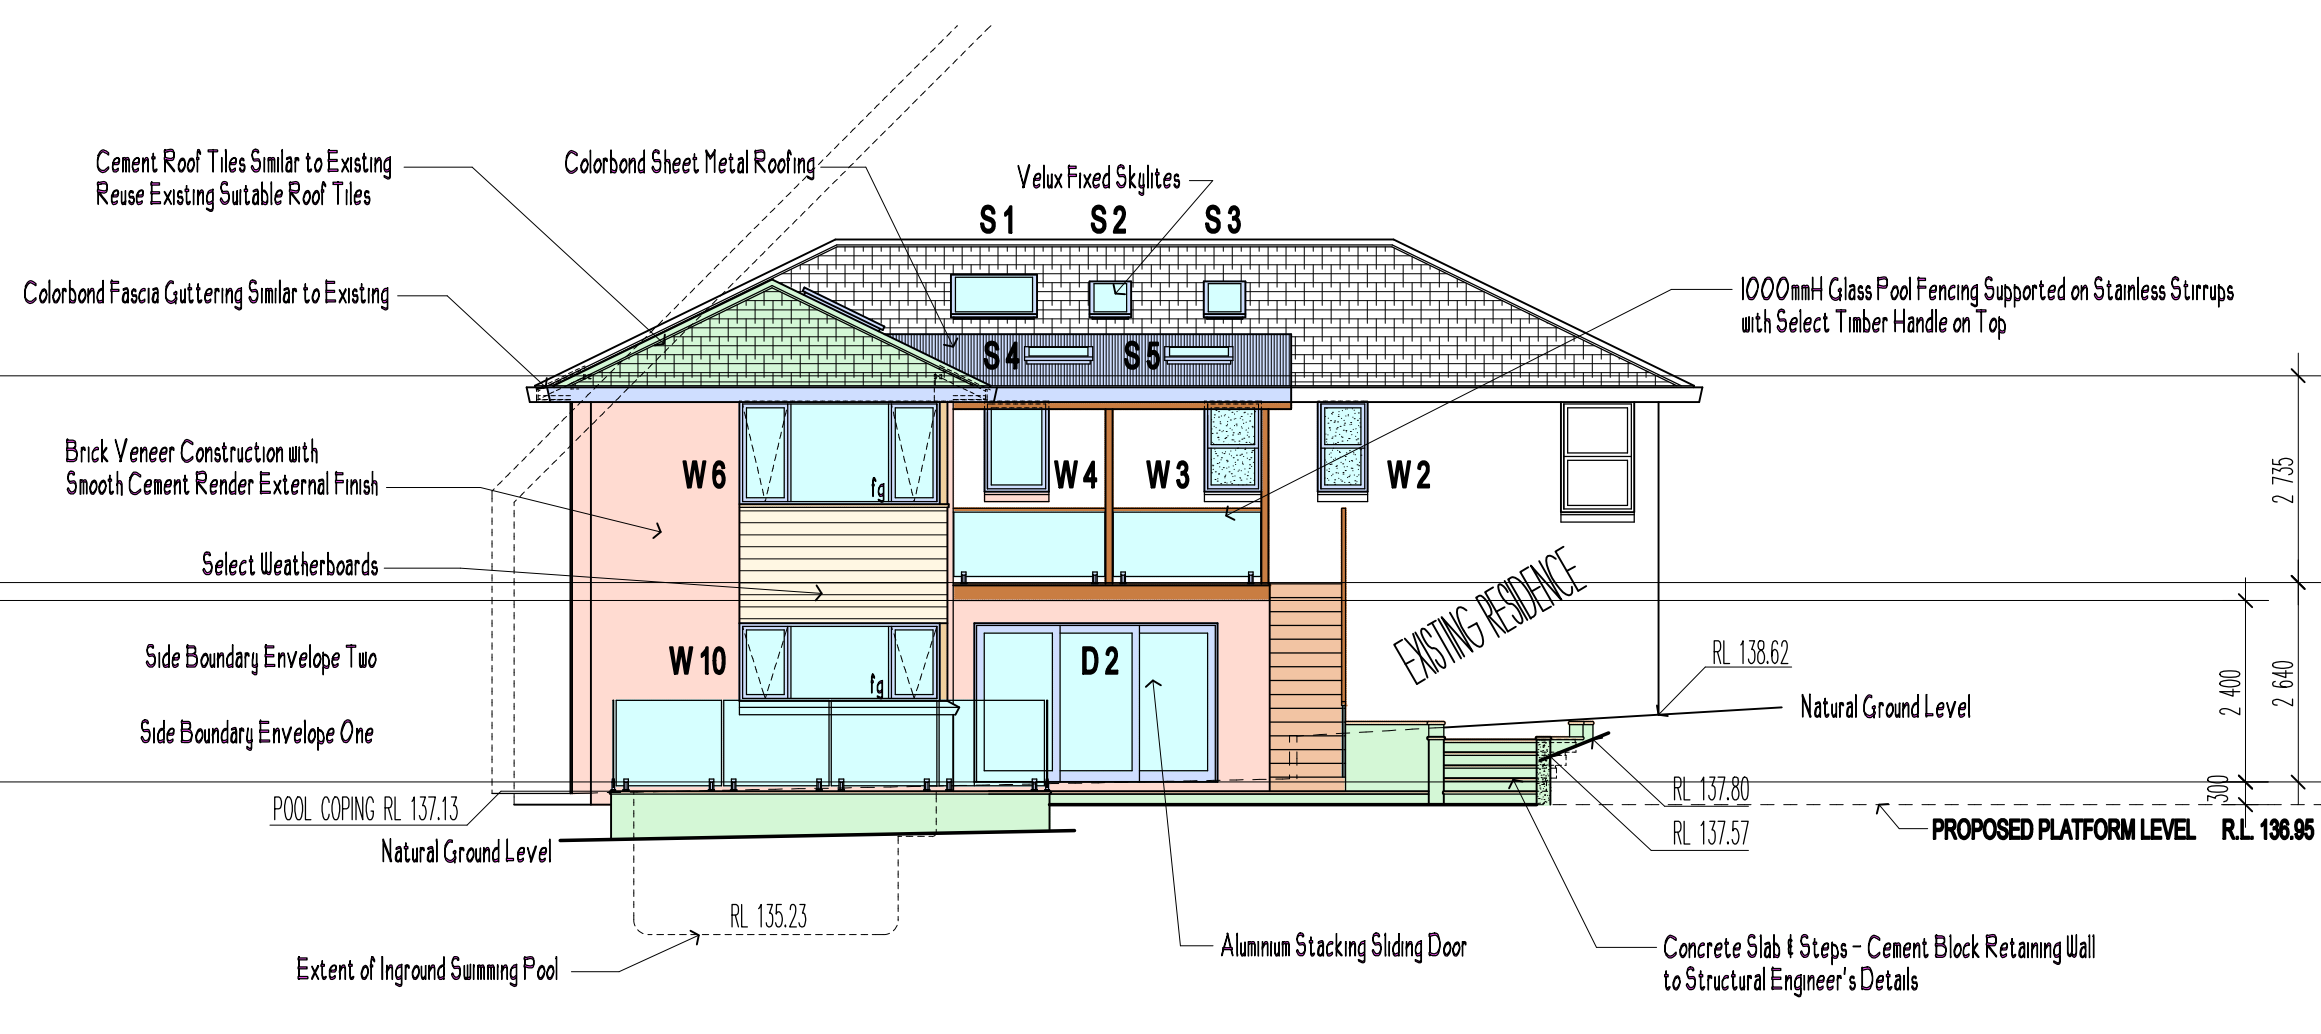 Cement Roof Tiles Similar to Existing
Reuse Existing Suitable Roof Tiles
Colorbond Sheet Metal Roofing
Velux Fixed Skylites
S1
S2
S3
Colorbond Fascia Guttering Similar to Existing
1000mmH Glass Pool Fencing Supported on Stainless Stirrups
with Select Timber Handle on Top
S4
S5
Brick Veneer Construction with
Smooth Cement Render External Finish
W6
fg
W4
W3
W2
2 735
Select Weatherboards
EXISTING RESIDENCE
Side Boundary Envelope Two
W10
fg
D2
RL 138.62
2 400
2 640
Natural Ground Level
Side Boundary Envelope One
POOL COPING RL 137.13
RL 137.80
300
RL 137.57
PROPOSED PLATFORM LEVEL R.L. 136.95
Natural Ground Level
RL 135.23
Extent of Inground Swimming Pool
Aluminium Stacking Sliding Door
Concrete Slab & Steps - Cement Block Retaining Wall
to Structural Engineer's Details